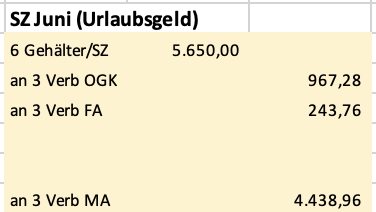 SZ Juni (Urlaubsgeld)
6 Gehälter/SZ 5.650,00
an 3 Verb OGK 967,28
an 3 Verb FA 243,76
an 3 Verb MA 4.438,96